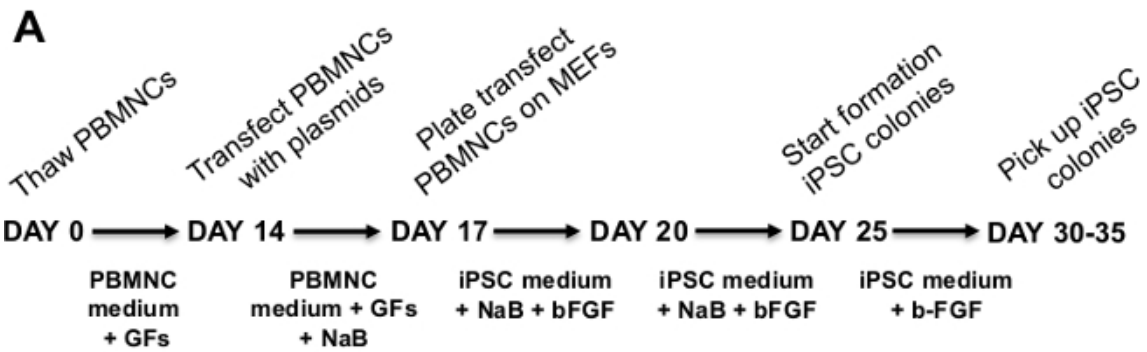 A
Thaw PBMNCs
Transfect PBMNCs
with plasmids
Plate transfect
PBMNCs on MEFs
Start formation
iPSC colonies
Pick up iPSC
colonies
DAY 0
DAY 14
DAY 17
DAY 20
DAY 25
DAY 30-35
PBMNC
medium
+ GFs
PBMNC
medium + GFs
+ NaB
iPSC medium
+ NaB + bFGF
iPSC medium
+ NaB + bFGF
iPSC medium
+ b-FGF